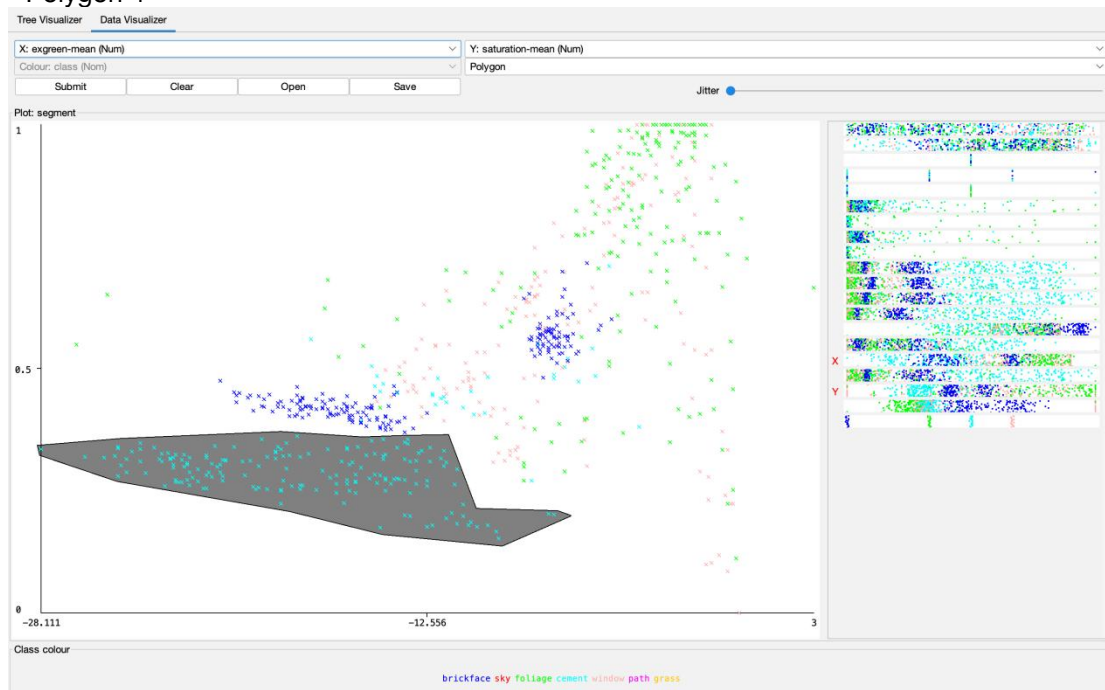 Polygon 4
Tree Visualizer Data Visualizer
X: exgreen-mean (Num) Y: saturation-mean (Num)
Colour: class (Nom) Polygon
Submit Clear Open Save Jitter
Plot: segment
1
0.5
X
Y
0
-28.111 -12.556 3
Class colour
brickface sky foliage cement window path grass